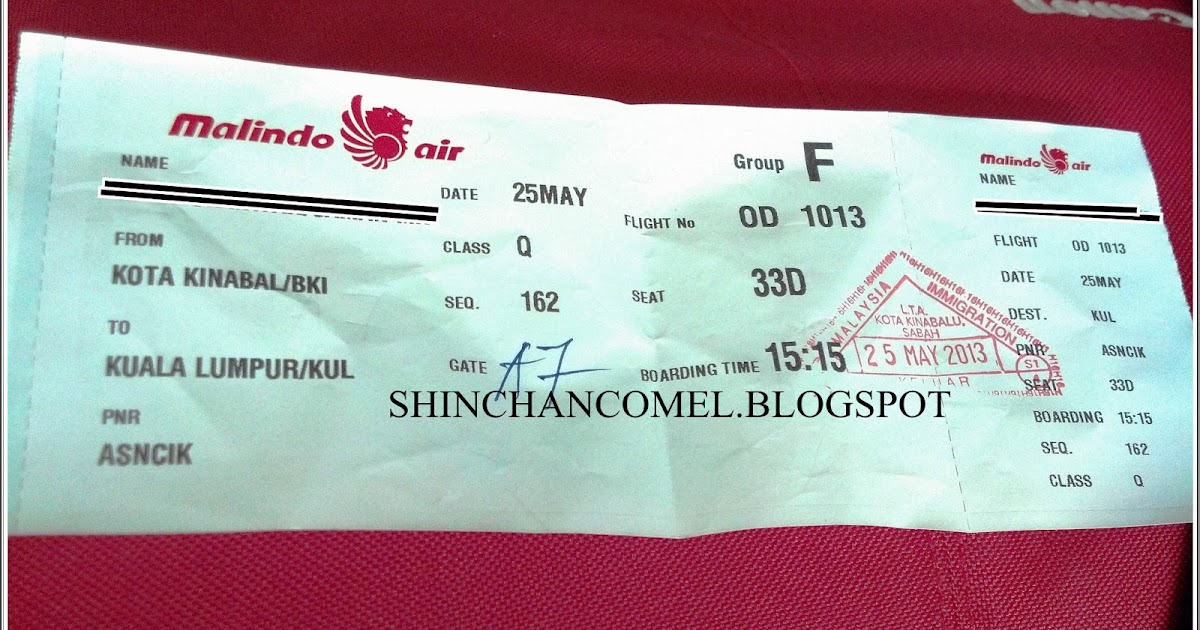 malindo air
NAME
FROM
KOTA KINABAL/BKI
TO
KUALA LUMPUR/KUL
PNR
ASNCIK
DATE 25MAY
CLASS Q
SEQ. 162
GATE A7
Group F
FLIGHT No OD 1013
SEAT 33D
BOARDING TIME 15:15
MALAYSIA IMMIGRATION
L.T.A.
KOTA KINABALU,
SABAH
25 MAY 2013
S1
KELUAR
SHINCHANCOMEL.BLOGSPOT
malindo air
NAME
FLIGHT OD 1013
DATE 25MAY
DEST. KUL
PNR ASNCIK
SEAT 33D
BOARDING 15:15
SEQ. 162
CLASS Q